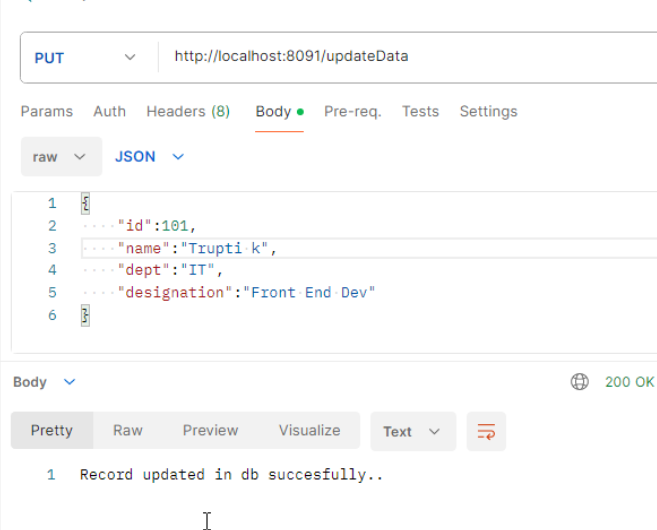 PUT http://localhost:8091/updateData
Params Auth Headers (8) Body Pre-req. Tests Settings
raw JSON
1 {
2 "id":101,
3 "name":"Trupti k",
4 "dept":"IT",
5 "designation":"Front End Dev"
6 }
Body 200 OK
Pretty Raw Preview Visualize Text
1 Record updated in db succesfully..